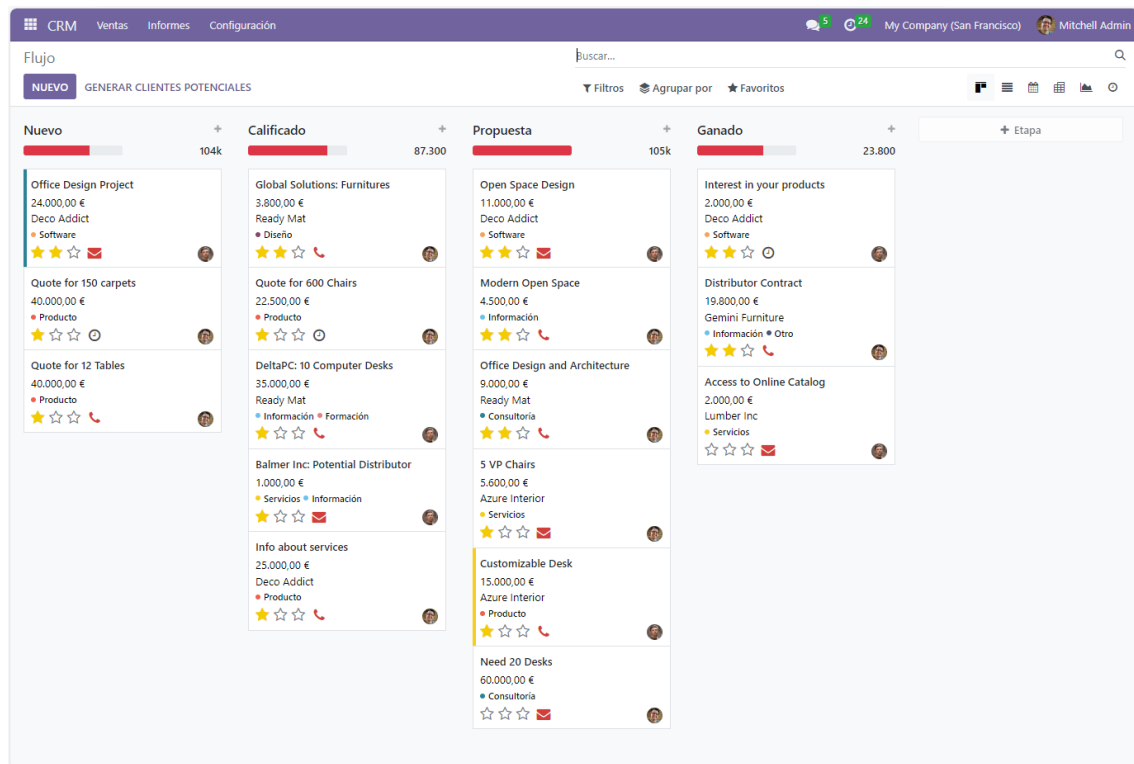 CRM Ventas Informes Configuración 5 24 My Company (San Francisco) Mitchell Admin
Flujo
Buscar...
NUEVO GENERAR CLIENTES POTENCIALES Filtros Agrupar por Favoritos
Nuevo
104k
Office Design Project
24.000,00 €
Deco Addict
Software
Quote for 150 carpets
40.000,00 €
Producto
Quote for 12 Tables
40.000,00 €
Producto
Calificado
87.300
Global Solutions: Furnitures
3.800,00 €
Ready Mat
Diseño
Quote for 600 Chairs
22.500,00 €
Producto
DeltaPC: 10 Computer Desks
35.000,00 €
Ready Mat
Información Formación
Balmer Inc: Potential Distributor
1.000,00 €
Servicios Información
Info about services
25.000,00 €
Deco Addict
Producto
Propuesta
105k
Open Space Design
11.000,00 €
Deco Addict
Software
Modern Open Space
4.500,00 €
Información
Office Design and Architecture
9.000,00 €
Ready Mat
Consultoría
5 VP Chairs
5.600,00 €
Azure Interior
Servicios
Customizable Desk
15.000,00 €
Azure Interior
Producto
Need 20 Desks
60.000,00 €
Consultoría
Ganado
23.800
Interest in your products
2.000,00 €
Deco Addict
Software
Distributor Contract
19.800,00 €
Gemini Furniture
Información Otro
Access to Online Catalog
2.000,00 €
Lumber Inc
Servicios
+ Etapa